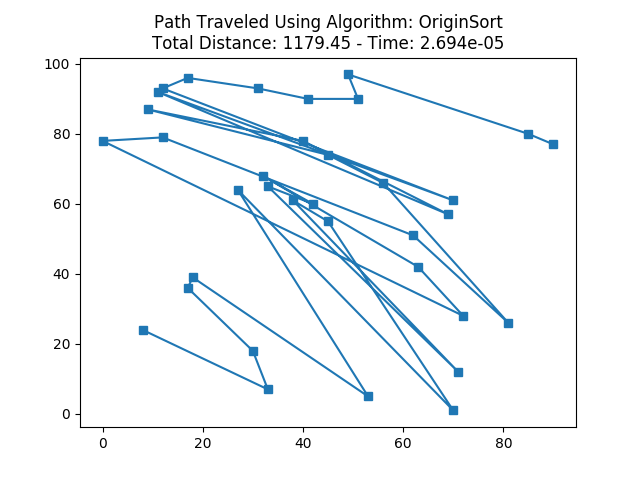 Path Traveled Using Algorithm: OriginSort
Total Distance: 1179.45 - Time: 2.694e-05
100
80
60
40
20
0
0 20 40 60 80